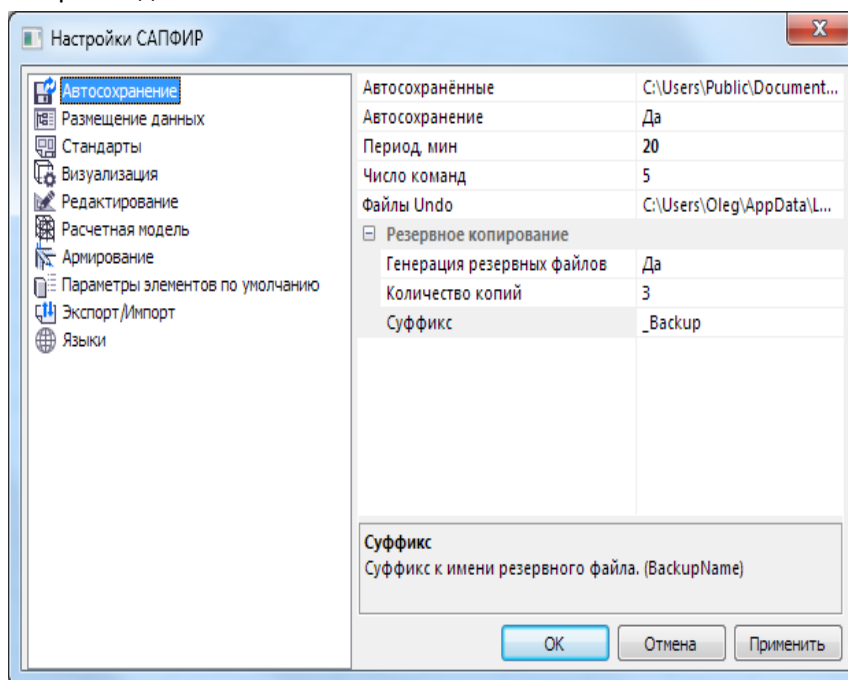 Настройки САПФИР
Автосохранение
Размещение данных
Стандарты
Визуализация
Редактирование
Расчетная модель
Армирование
Параметры элементов по умолчанию
Экспорт/Импорт
Языки
Автосохранённые C:\Users\Public\Document...
Автосохранение Да
Период, мин 20
Число команд 5
Файлы Undo C:\Users\Oleg\AppData\L...
Резервное копирование
Генерация резервных файлов Да
Количество копий 3
Суффикс _Backup
Суффикс
Суффикс к имени резервного файла. (BackupName)
OK Отмена Применить